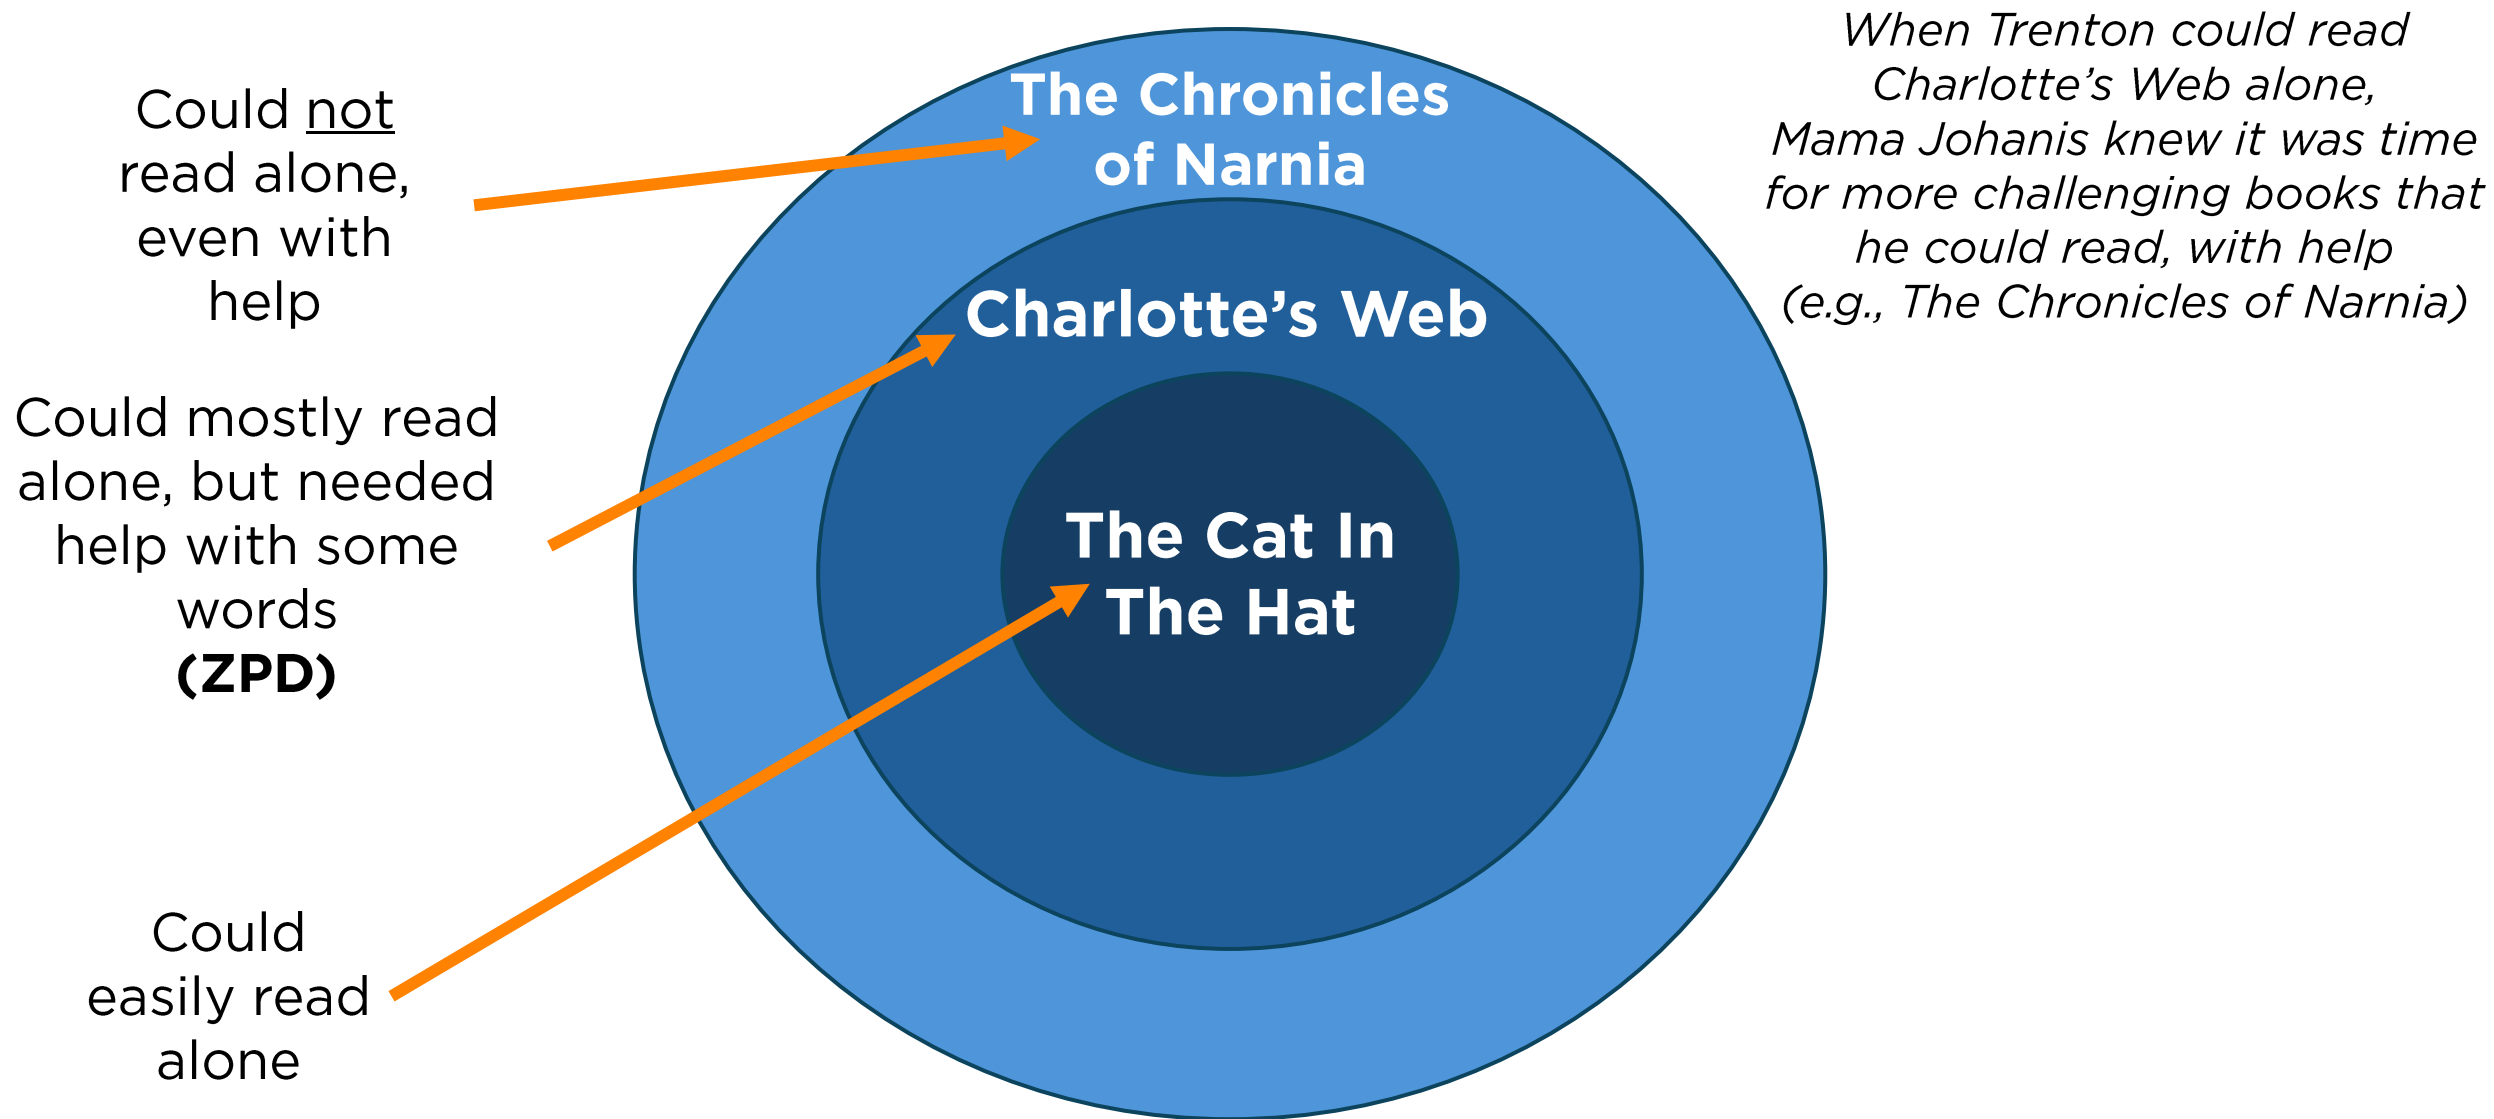 Could not
read alone,
even with
help
Could mostly read
alone, but needed
help with some
words
(ZPD)
Could
easily read
alone
The Chronicles
of Narnia
Charlotte’s Web
The Cat In
The Hat
When Trenton could read
Charlotte’s Web alone,
Mama Johanis knew it was time
for more challenging books that
he could read, with help
(e.g., The Chronicles of Narnia)